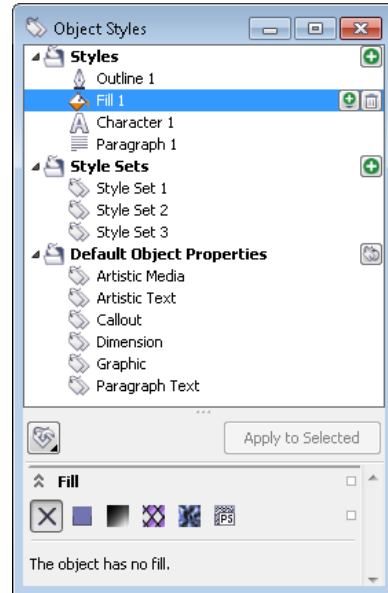 Object Styles
Styles
Outline 1
Fill 1
Character 1
Paragraph 1
Style Sets
Style Set 1
Style Set 2
Style Set 3
Default Object Properties
Artistic Media
Artistic Text
Callout
Dimension
Graphic
Paragraph Text
Apply to Selected
Fill
PS
The object has no fill.